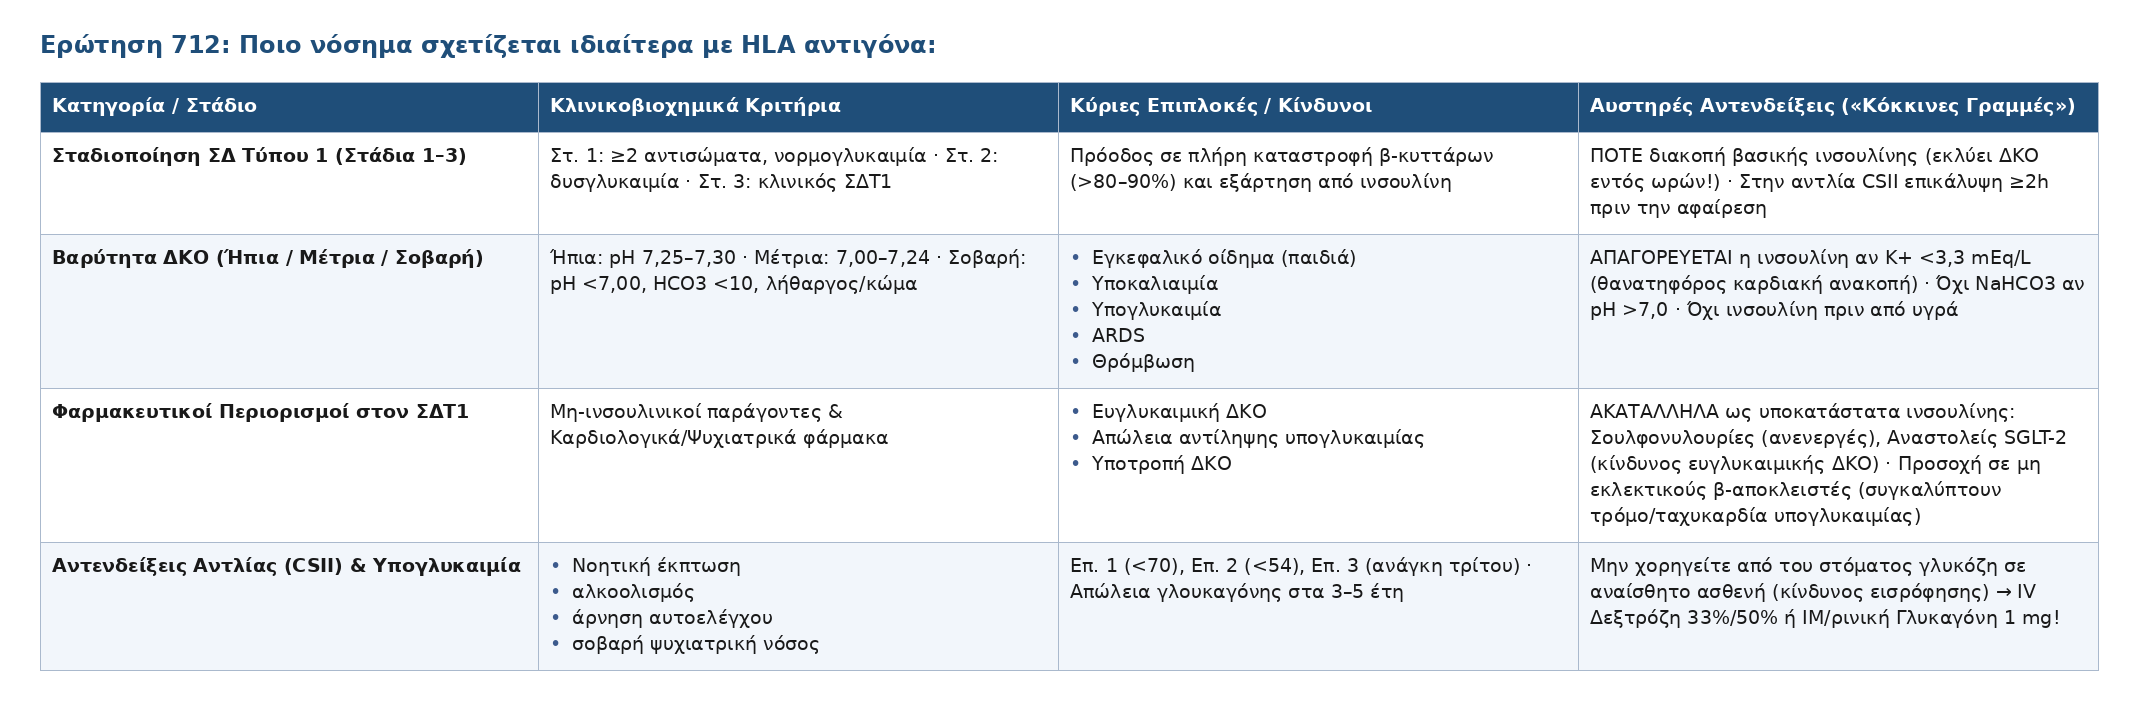 Ερώτηση 712: Ποιο νόσημα σχετίζεται ιδιαίτερα με HLA αντιγόνα:
Κατηγορία / Στάδιο
Κλινικοβιοχημικά Κριτήρια
Κύριες Επιπλοκές / Κίνδυνοι
Αυστηρές Αντενδείξεις («Κόκκινες Γραμμές»)
Σταδιοποίηση ΣΔ Τύπου 1 (Στάδια 1–3)
Στ. 1: ≥2 αντισώματα, νορμογλυκαιμία · Στ. 2:
δυσγλυκαιμία · Στ. 3: κλινικός ΣΔΤ1
Πρόοδος σε πλήρη καταστροφή β-κυττάρων
(>80–90%) και εξάρτηση από ινσουλίνη
ΠΟΤΕ διακοπή βασικής ινσουλίνης (εκλύει ΔΚΟ
εντός ωρών!) · Στην αντλία CSII επικάλυψη ≥2h
πριν την αφαίρεση
Βαρύτητα ΔΚΟ (Ήπια / Μέτρια / Σοβαρή)
Ήπια: pH 7,25–7,30 · Μέτρια: 7,00–7,24 · Σοβαρή:
pH <7,00, HCO3 <10, λήθαργος/κώμα
• Εγκεφαλικό οίδημα (παιδιά)
• Υποκαλιαιμία
• Υπογλυκαιμία
• ARDS
• Θρόμβωση
ΑΠΑΓΟΡΕΥΕΤΑΙ η ινσουλίνη αν K+ <3,3 mEq/L
(θανατηφόρος καρδιακή ανακοπή) · Όχι NaHCO3 αν
pH >7,0 · Όχι ινσουλίνη πριν από υγρά
Φαρμακευτικοί Περιορισμοί στον ΣΔΤ1
Μη-ινσουλινικοί παράγοντες &
Καρδιολογικά/Ψυχιατρικά φάρμακα
• Ευγλυκαιμική ΔΚΟ
• Απώλεια αντίληψης υπογλυκαιμίας
• Υποτροπή ΔΚΟ
ΑΚΑΤΑΛΛΗΛΑ ως υποκατάστατα ινσουλίνης:
Σουλφονυλουρίες (ανενεργές), Αναστολείς SGLT-2
(κίνδυνος ευγλυκαιμικής ΔΚΟ) · Προσοχή σε μη
εκλεκτικούς β-αποκλειστές (συγκαλύπτουν
τρόμο/ταχυκαρδία υπογλυκαιμίας)
Αντενδείξεις Αντλίας (CSII) & Υπογλυκαιμία
• Νοητική έκπτωση
• αλκοολισμός
• άρνηση αυτοελέγχου
• σοβαρή ψυχιατρική νόσος
Επ. 1 (<70), Επ. 2 (<54), Επ. 3 (ανάγκη τρίτου) ·
Απώλεια γλουκαγόνης στα 3–5 έτη
Μην χορηγείτε από του στόματος γλυκόζη σε
αναίσθητο ασθενή (κίνδυνος εισρόφησης) → IV
Δεξτρόζη 33%/50% ή IM/ρινική Γλυκαγόνη 1 mg!